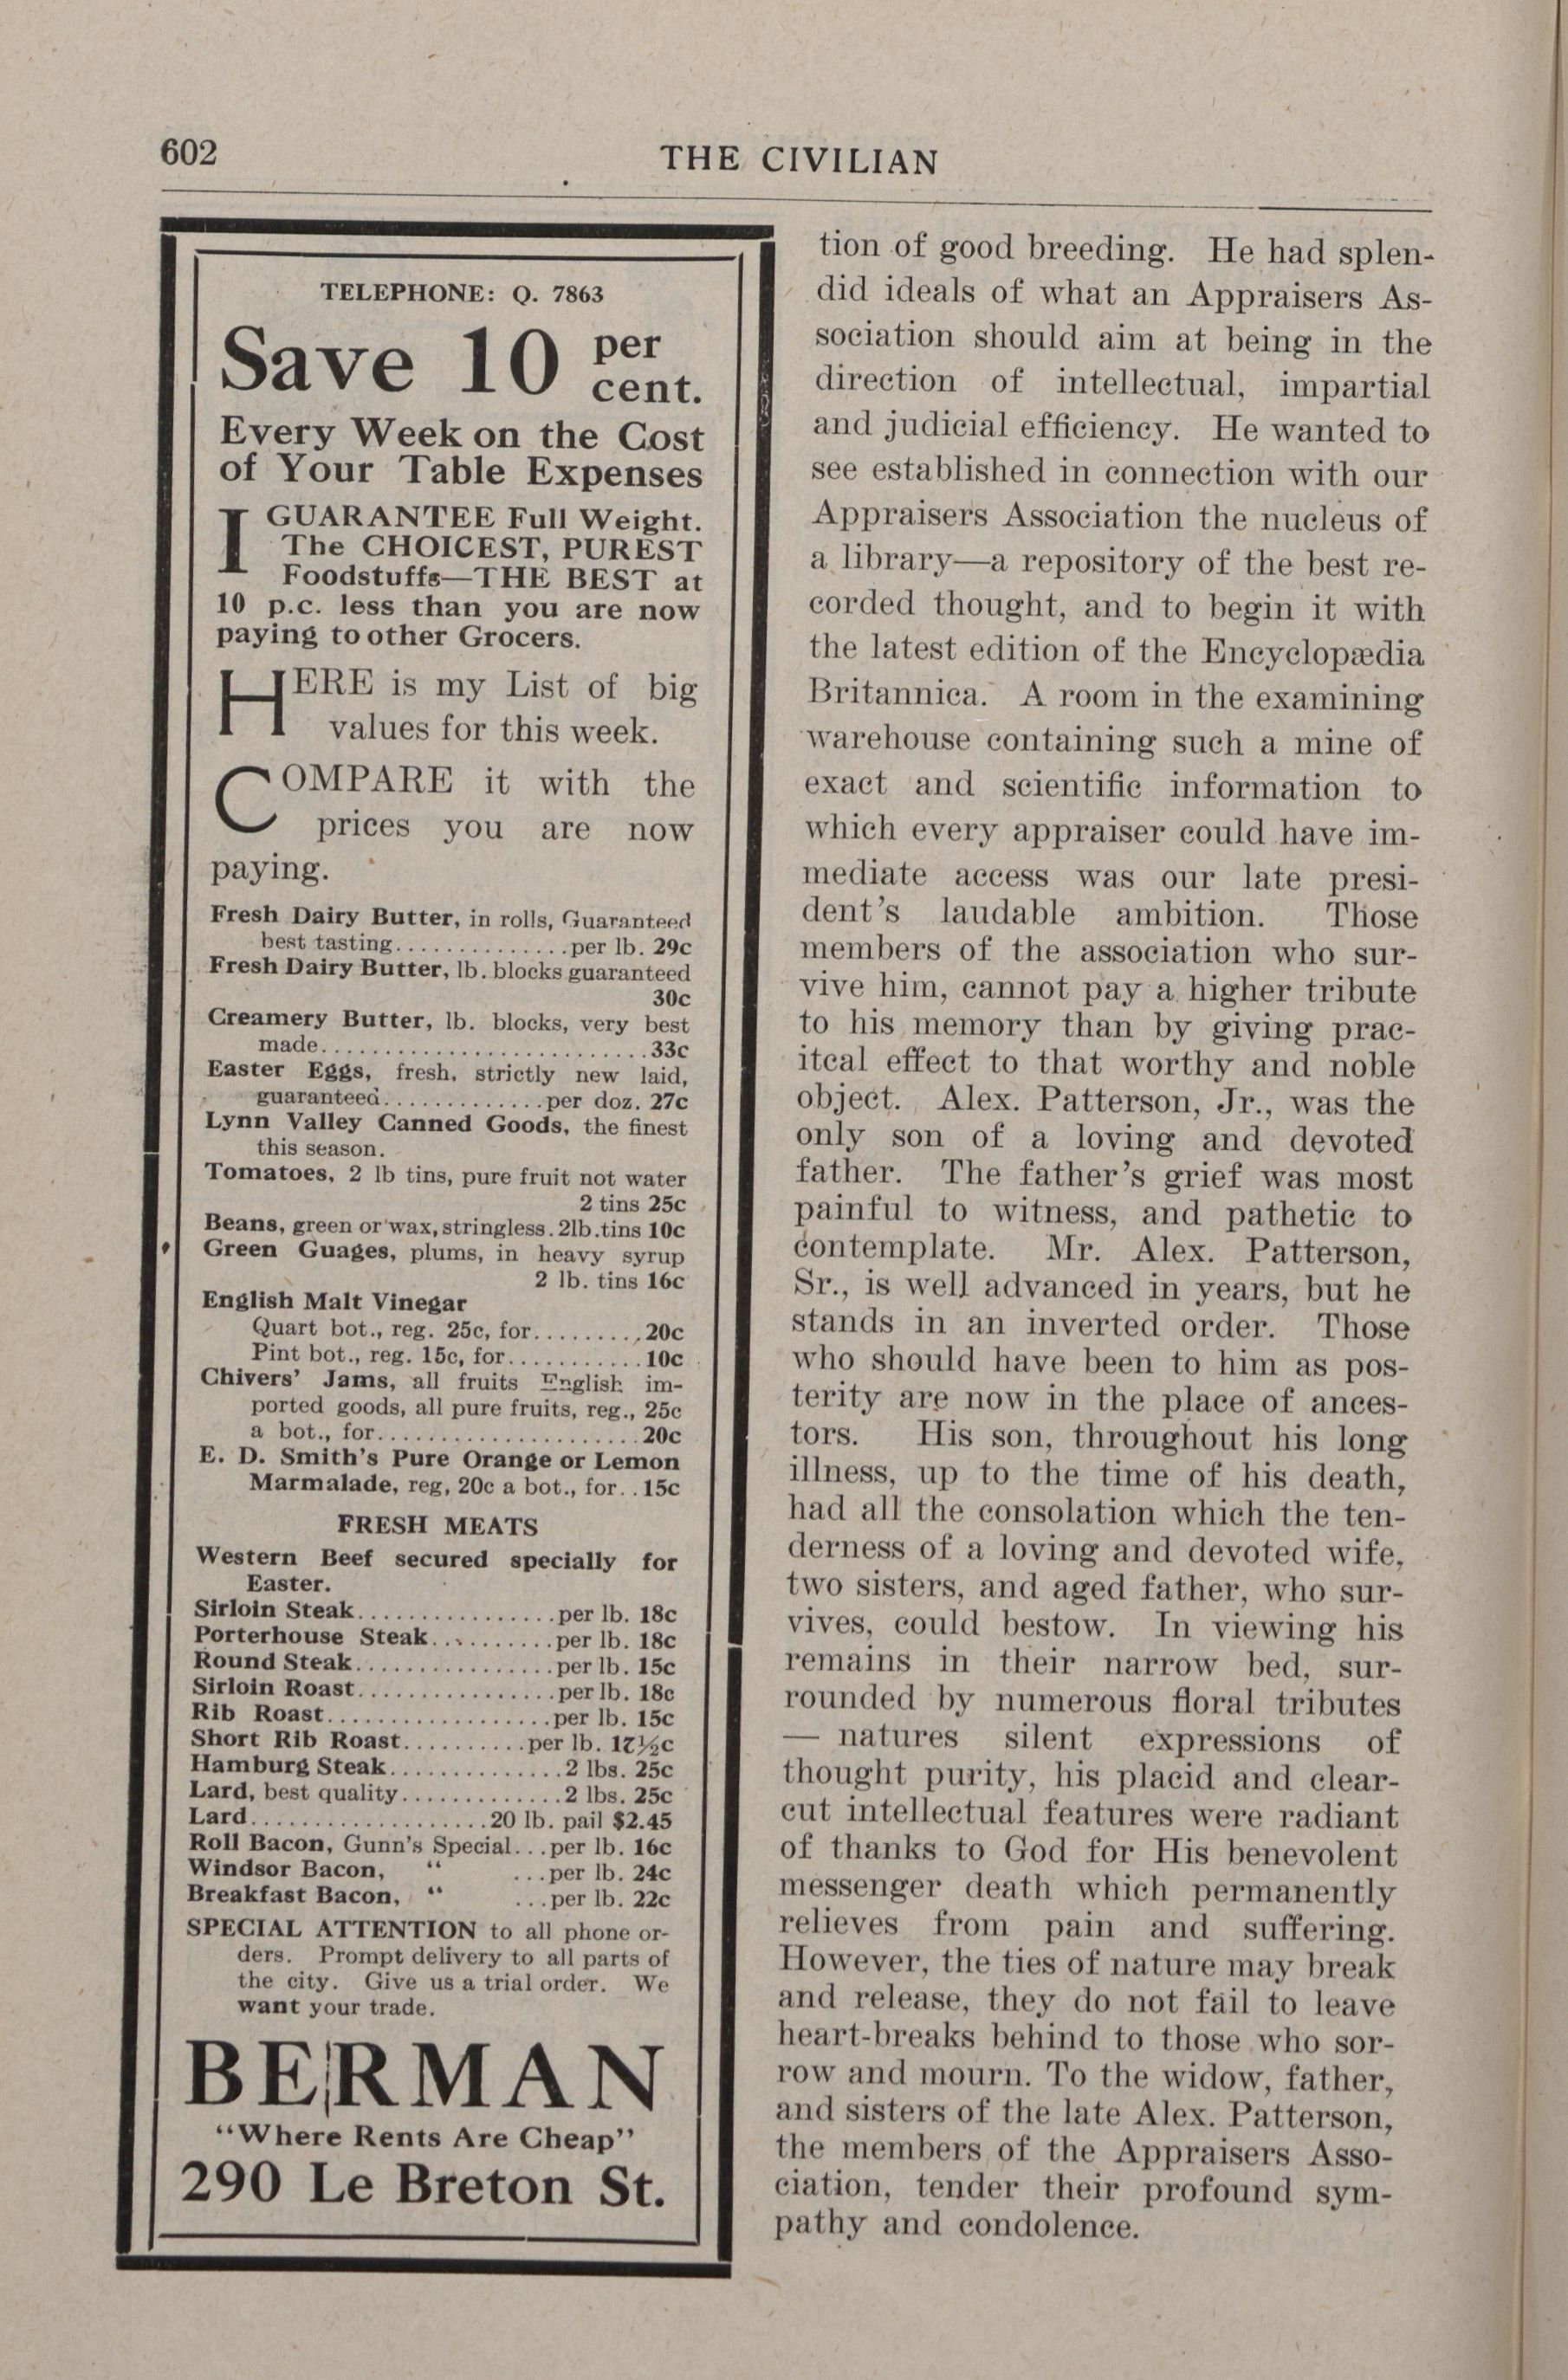 602
THE CIVILIAN
TELEPHONE: Q. 7863
Save 10 per cent.
Every Week on the Cost
of Your Table Expenses
I GUARANTEE Full Weight.
The CHOICEST, PUREST
Foodstuffs—THE BEST at
10 p.c. less than you are now
paying to other Grocers.
HERE is my List of big
values for this week.
COMPARE it with the
prices you are now
paying.
Fresh Dairy Butter, in rolls, Guaranteed
best tasting..............per lb. 29c
Fresh Dairy Butter, lb. blocks guaranteed
30c
Creamery Butter, lb. blocks, very best
made..........................33c
Easter Eggs, fresh, strictly new laid,
guaranteed.............per doz. 27c
Lynn Valley Canned Goods, the finest
this season.
Tomatoes, 2 lb tins, pure fruit not water
2 tins 25c
Beans, green or wax, stringless. 2lb.tins 10c
Green Guages, plums, in heavy syrup
2 lb. tins 16c
English Malt Vinegar
Quart bot., reg. 25c, for.........20c
Pint bot., reg. 15c, for...........10c
Chivers' Jams, all fruits English im-
ported goods, all pure fruits, reg., 25c
a bot., for.....................20c
E. D. Smith's Pure Orange or Lemon
Marmalade, reg, 20c a bot., for..15c
FRESH MEATS
Western Beef secured specially for
Easter.
Sirloin Steak................per lb. 18c
Porterhouse Steak..........per lb. 18c
Round Steak................per lb. 15c
Sirloin Roast................per lb. 18c
Rib Roast..................per lb. 15c
Short Rib Roast..........per lb. 17½c
Hamburg Steak..............2 lbs. 25c
Lard, best quality.............2 lbs. 25c
Lard...................20 lb. pail $2.45
Roll Bacon, Gunn's Special...per lb. 16c
Windsor Bacon, " ...per lb. 24c
Breakfast Bacon, " ...per lb. 22c
SPECIAL ATTENTION to all phone or-
ders. Prompt delivery to all parts of
the city. Give us a trial order. We
want your trade.
BERMAN
"Where Rents Are Cheap"
290 Le Breton St.
tion of good breeding. He had splen-
did ideals of what an Appraisers As-
sociation should aim at being in the
direction of intellectual, impartial
and judicial efficiency. He wanted to
see established in connection with our
Appraisers Association the nucleus of
a library—a repository of the best re-
corded thought, and to begin it with
the latest edition of the Encyclopædia
Britannica. A room in the examining
warehouse containing such a mine of
exact and scientific information to
which every appraiser could have im-
mediate access was our late presi-
dent's laudable ambition. Those
members of the association who sur-
vive him, cannot pay a higher tribute
to his memory than by giving prac-
itcal effect to that worthy and noble
object. Alex. Patterson, Jr., was the
only son of a loving and devoted
father. The father's grief was most
painful to witness, and pathetic to
contemplate. Mr. Alex. Patterson,
Sr., is well advanced in years, but he
stands in an inverted order. Those
who should have been to him as pos-
terity are now in the place of ances-
tors. His son, throughout his long
illness, up to the time of his death,
had all the consolation which the ten-
derness of a loving and devoted wife,
two sisters, and aged father, who sur-
vives, could bestow. In viewing his
remains in their narrow bed, sur-
rounded by numerous floral tributes
— natures silent expressions of
thought purity, his placid and clear-
cut intellectual features were radiant
of thanks to God for His benevolent
messenger death which permanently
relieves from pain and suffering.
However, the ties of nature may break
and release, they do not fail to leave
heart-breaks behind to those who sor-
row and mourn. To the widow, father,
and sisters of the late Alex. Patterson,
the members of the Appraisers Asso-
ciation, tender their profound sym-
pathy and condolence.